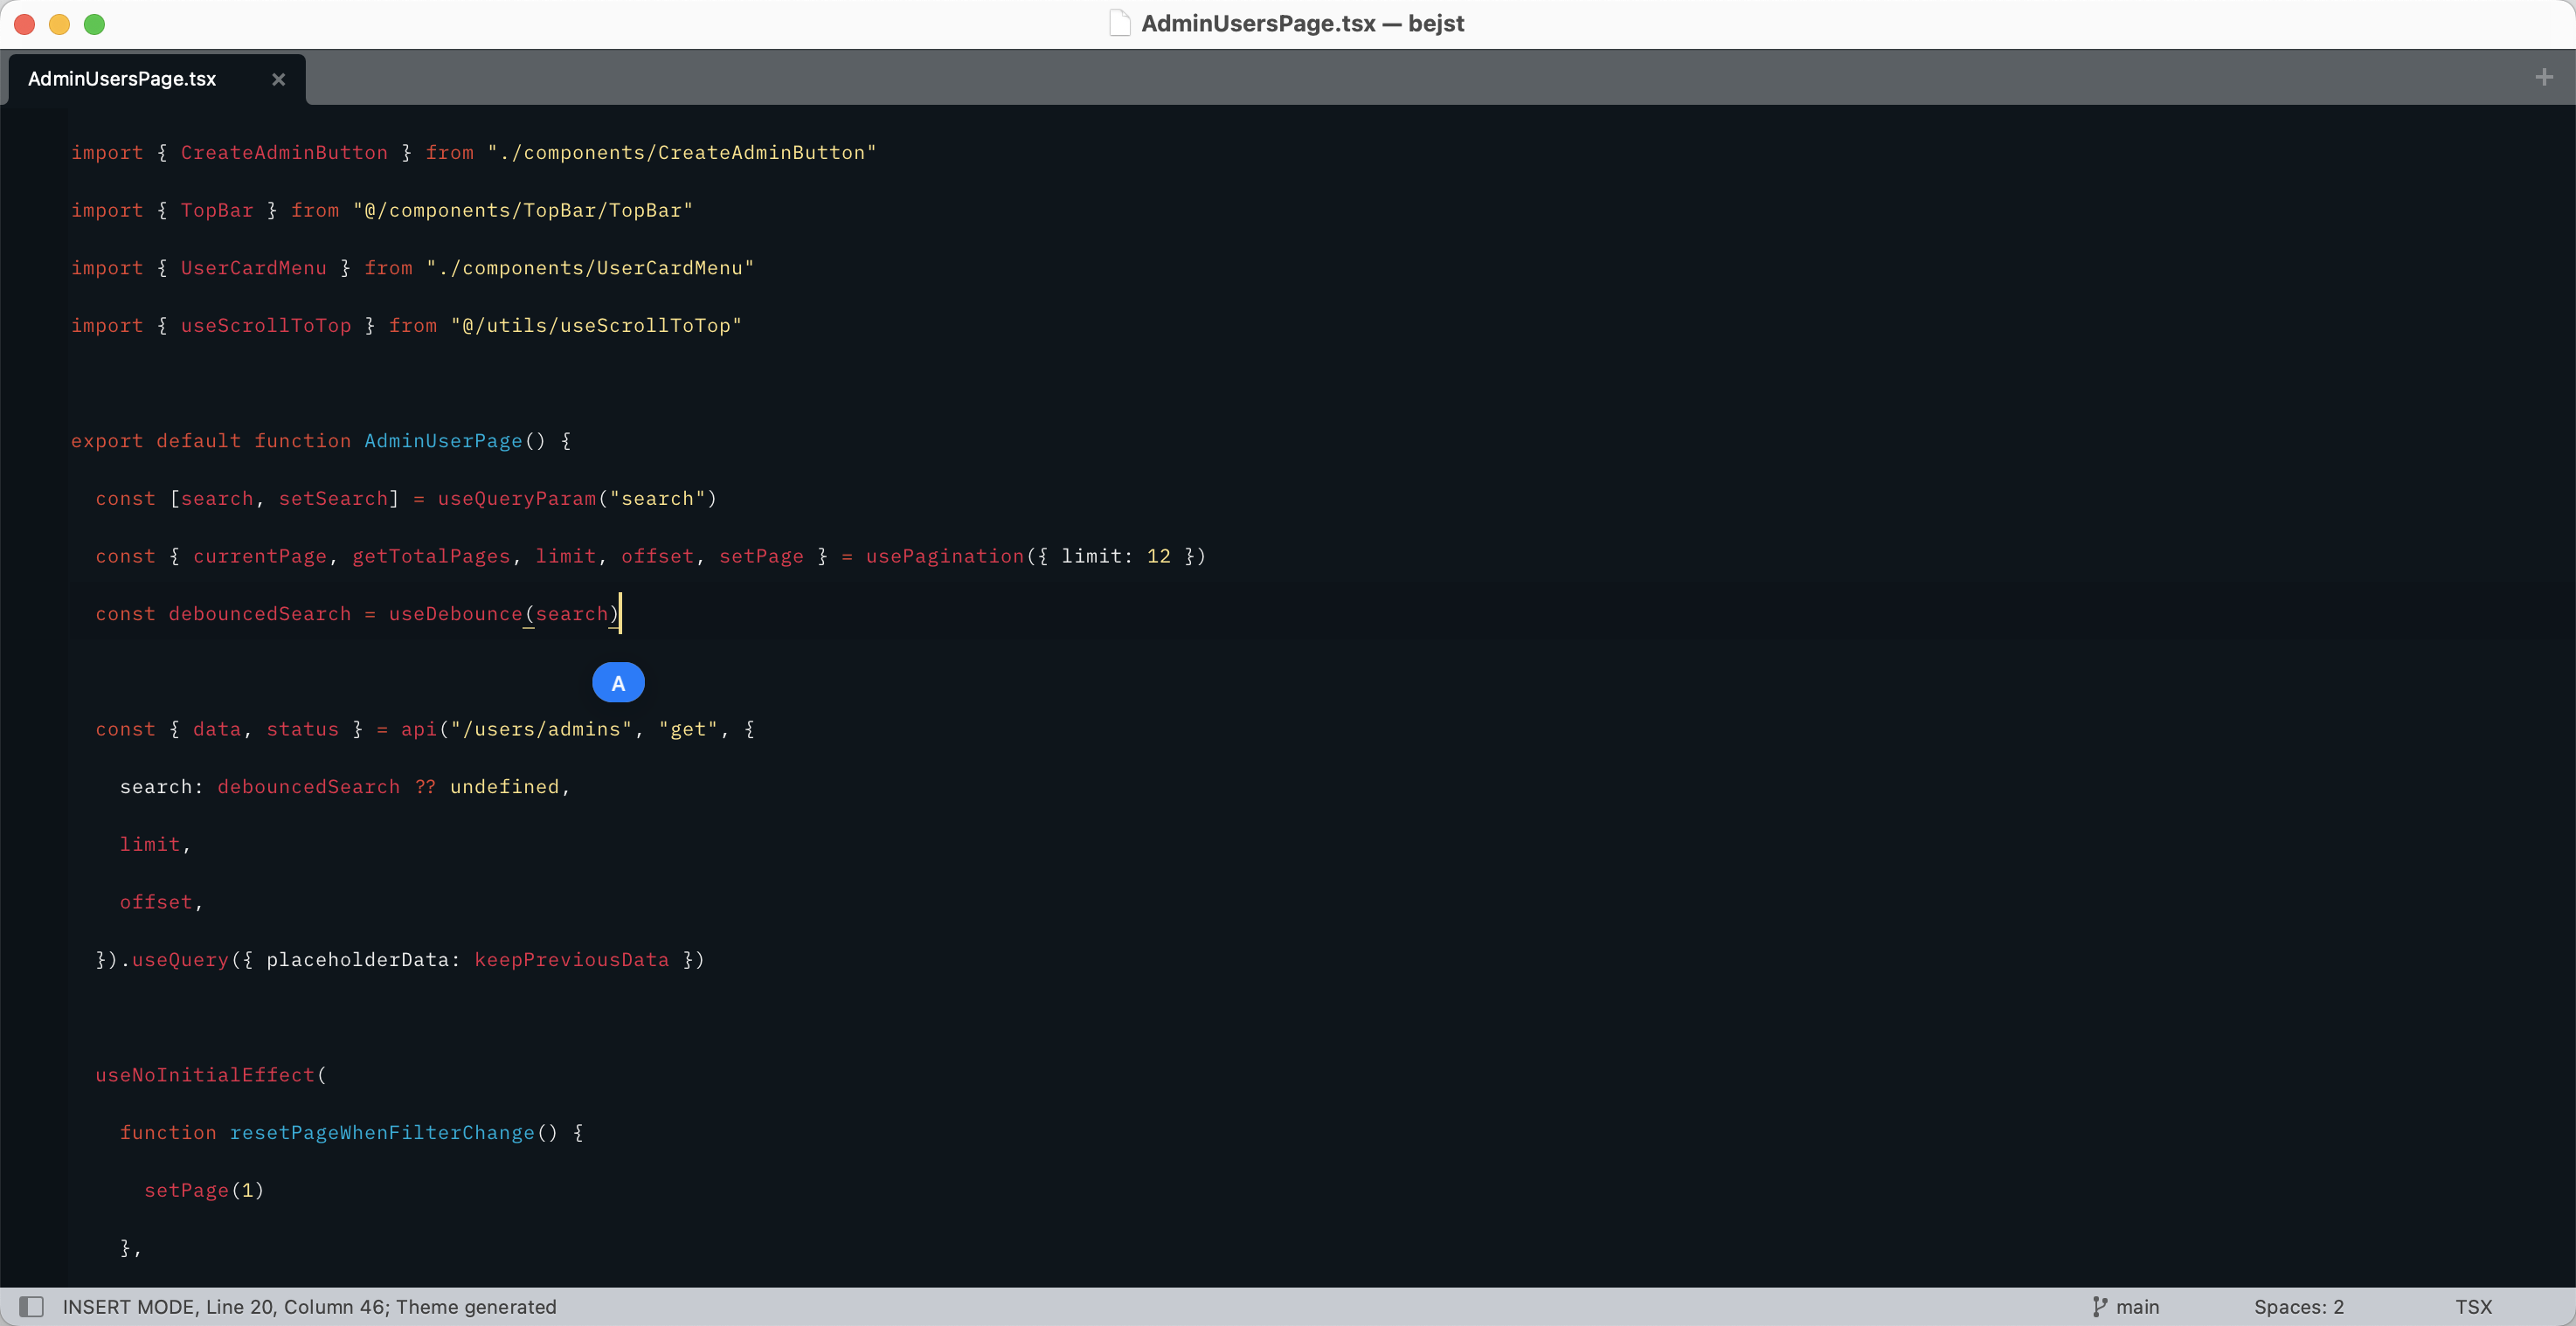 AdminUsersPage.tsx — bejst
AdminUsersPage.tsx
import { CreateAdminButton } from "./components/CreateAdminButton"
import { TopBar } from "@/components/TopBar/TopBar"
import { UserCardMenu } from "./components/UserCardMenu"
import { useScrollToTop } from "@/utils/useScrollToTop"
export default function AdminUserPage() {
const [search, setSearch] = useQueryParam("search")
const { currentPage, getTotalPages, limit, offset, setPage } = usePagination({ limit: 12 })
const debouncedSearch = useDebounce(search)
A
const { data, status } = api("/users/admins", "get", {
search: debouncedSearch ?? undefined,
limit,
offset,
}).useQuery({ placeholderData: keepPreviousData })
useNoInitialEffect(
function resetPageWhenFilterChange() {
setPage(1)
},
INSERT MODE, Line 20, Column 46; Theme generated
main
Spaces: 2
TSX